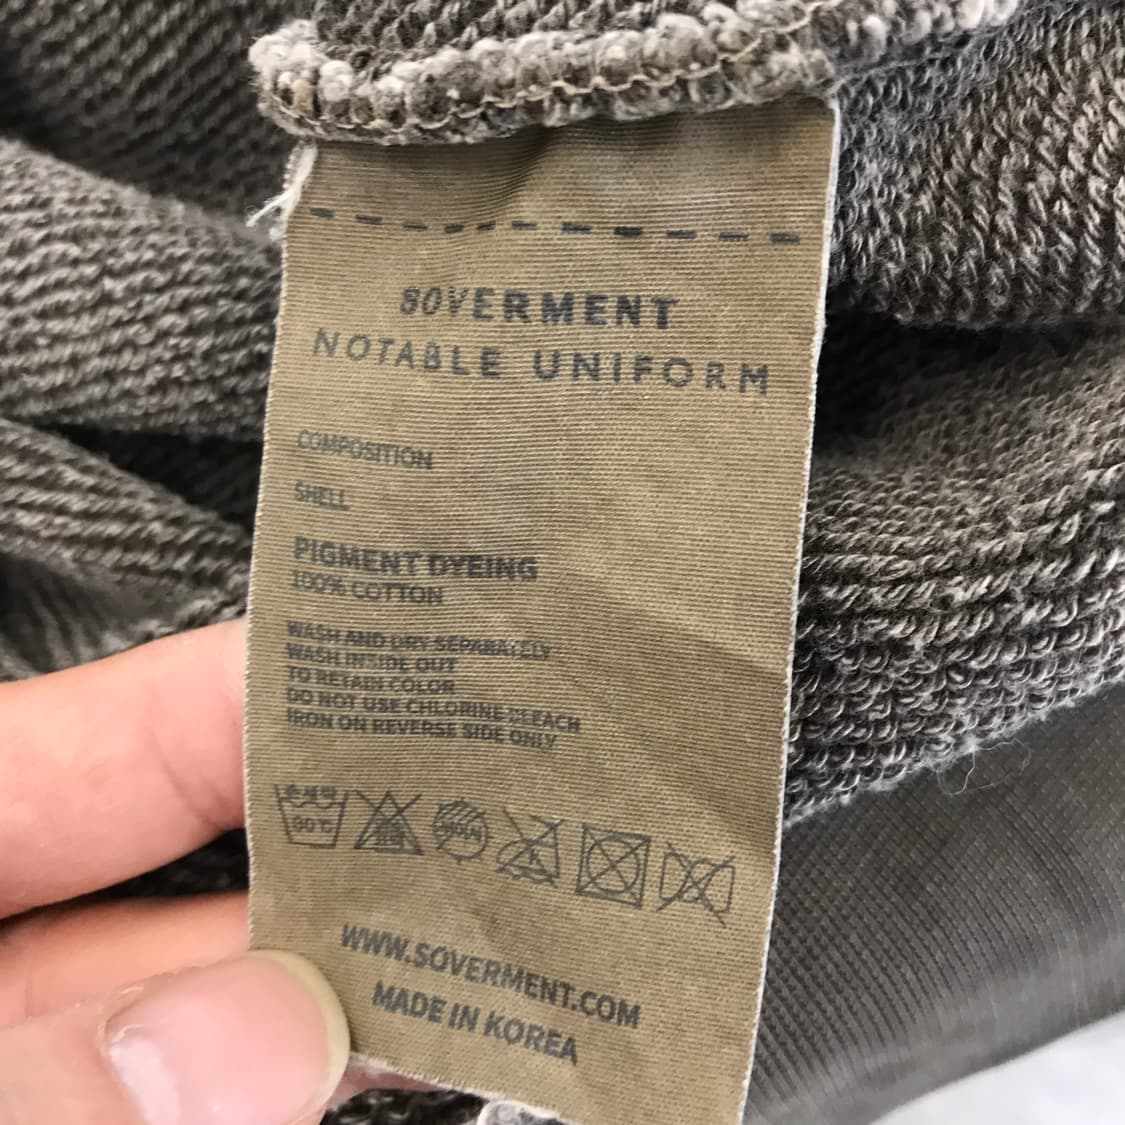 SOVERMENT
NOTABLE UNIFORM
COMPOSITION
SHELL
PIGMENT DYEING
100% COTTON
WASH AND DRY SEPARATELY
WASH INSIDE OUT
TO RETAIN COLOR
DO NOT USE CHLORINE BLEACH
IRON ON REVERSE SIDE ONLY
WWW.SOVERMENT.COM
MADE IN KOREA